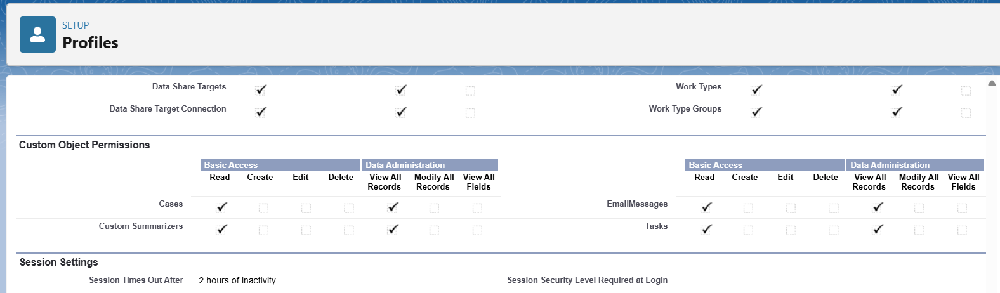 SETUP
Profiles
Data Share Targets
Work Types
Data Share Target Connection
Work Type Groups
Custom Object Permissions
Basic Access Data Administration
Basic Access Data Administration
Read Create Edit Delete View All Records Modify All Records View All Fields
Read Create Edit Delete View All Records Modify All Records View All Fields
Cases
EmailMessages
Custom Summarizers
Tasks
Session Settings
Session Times Out After 2 hours of inactivity
Session Security Level Required at Login